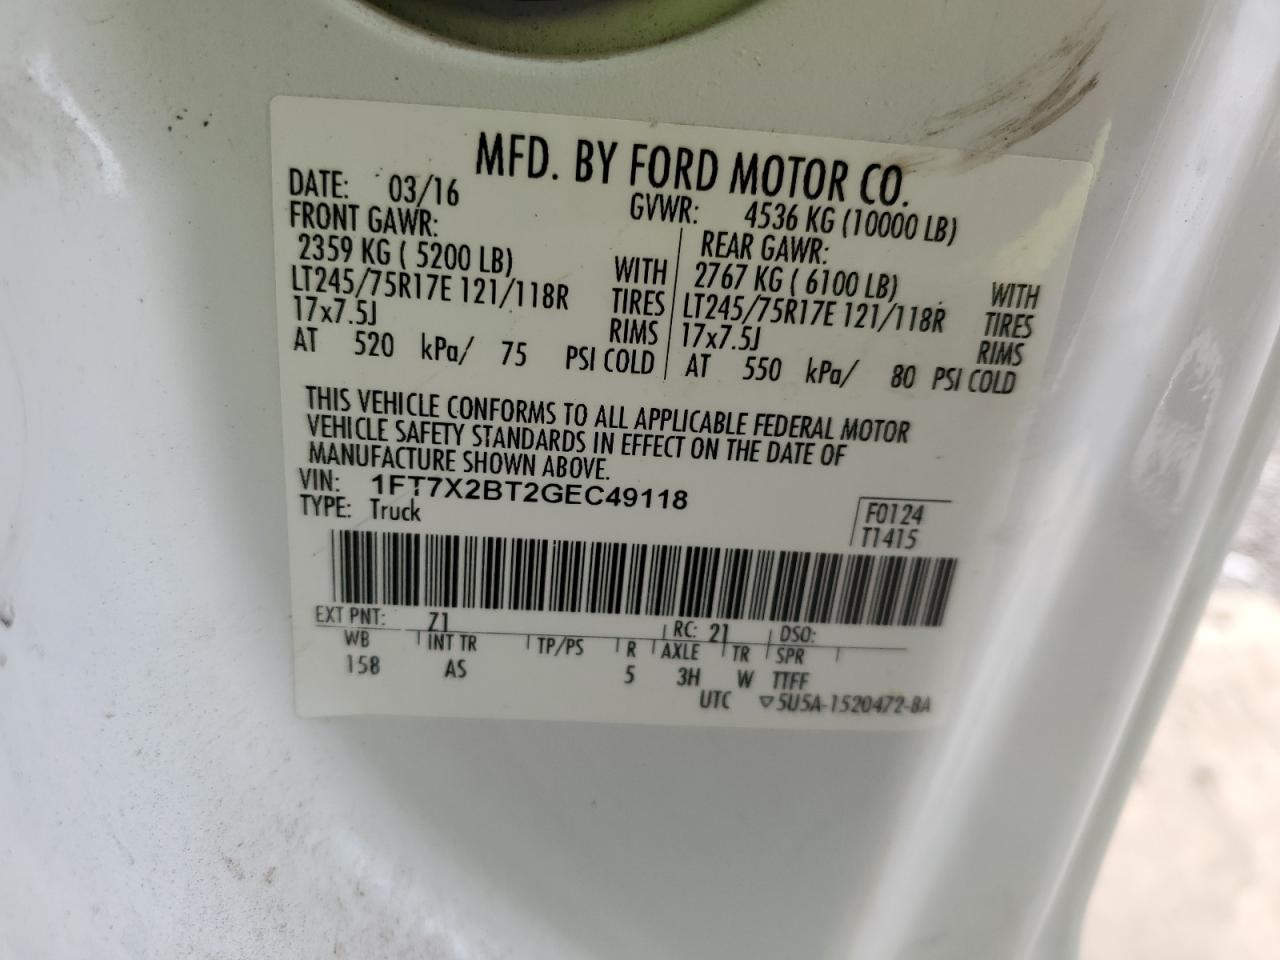 MFD. BY FORD MOTOR CO.
DATE: 03/16 GVWR: 4536 KG (10000 LB)
FRONT GAWR: REAR GAWR:
2359 KG ( 5200 LB) WITH 2767 KG ( 6100 LB) WITH
LT245/75R17E 121/118R TIRES LT245/75R17E 121/118R TIRES
17x7.5J RIMS 17x7.5J RIMS
AT 520 kPa/ 75 PSI COLD AT 550 kPa/ 80 PSI COLD
THIS VEHICLE CONFORMS TO ALL APPLICABLE FEDERAL MOTOR
VEHICLE SAFETY STANDARDS IN EFFECT ON THE DATE OF
MANUFACTURE SHOWN ABOVE.
VIN: 1FT7X2BT2GEC49118
TYPE: Truck F0124
T1415
EXT PNT: Z1 RC: 21 DSO:
WB INT TR TP/PS R AXLE TR SPR
158 AS 5 3H W TTFF
UTC ▽5U5A-1520472-BA